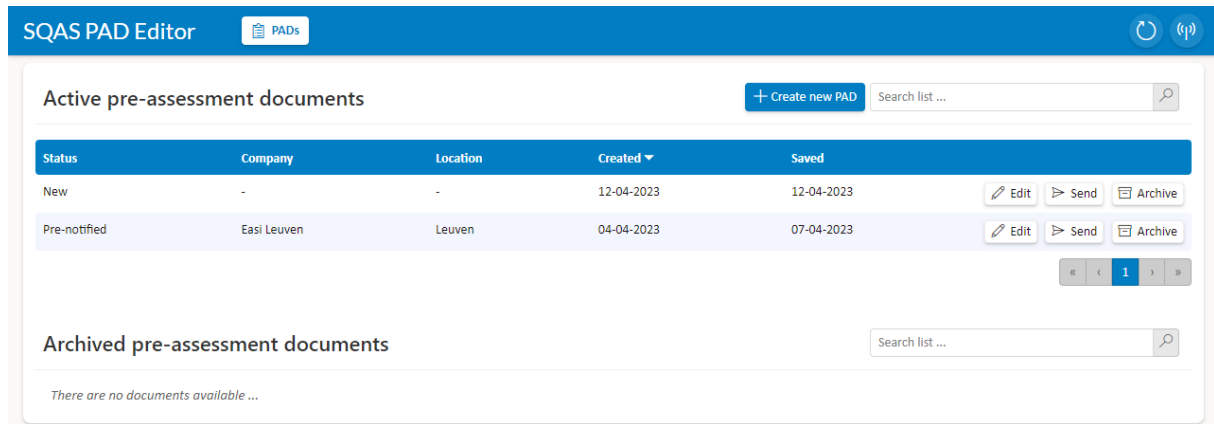 SQAS PAD Editor PADs
Active pre-assessment documents Create new PAD Search list ...
Status Company Location Created Saved
New - - 12-04-2023 12-04-2023 Edit Send Archive
Pre-notified Easi Leuven Leuven 04-04-2023 07-04-2023 Edit Send Archive
« ‹ 1 › »
Archived pre-assessment documents Search list ...
There are no documents available ...